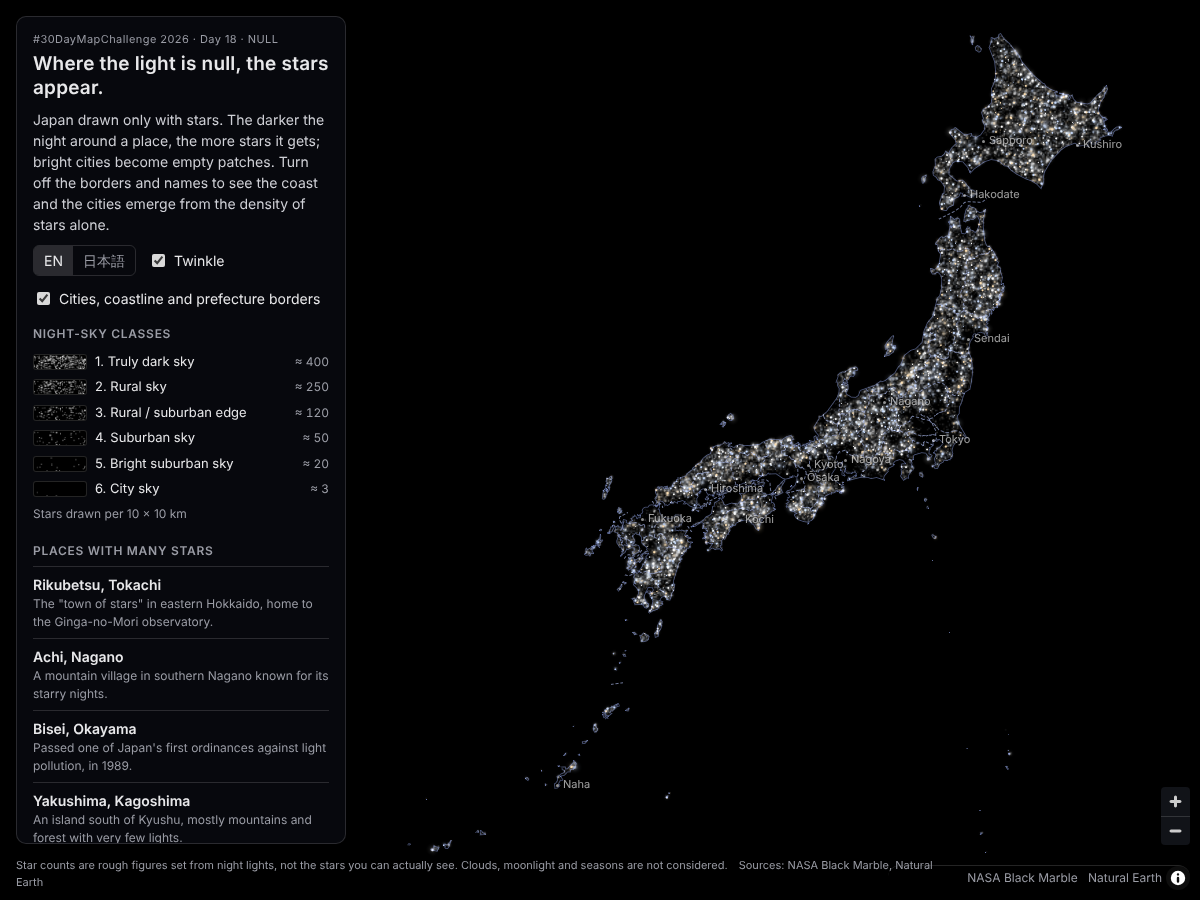 #30DayMapChallenge 2026 · Day 18 · NULL
Where the light is null, the stars
appear.
Japan drawn only with stars. The darker the
night around a place, the more stars it gets;
bright cities become empty patches. Turn
off the borders and names to see the coast
and the cities emerge from the density of
stars alone.
EN 日本語 Twinkle
Cities, coastline and prefecture borders
NIGHT-SKY CLASSES
1. Truly dark sky ≈ 400
2. Rural sky ≈ 250
3. Rural / suburban edge ≈ 120
4. Suburban sky ≈ 50
5. Bright suburban sky ≈ 20
6. City sky ≈ 3
Stars drawn per 10 × 10 km
PLACES WITH MANY STARS
Rikubetsu, Tokachi
The "town of stars" in eastern Hokkaido, home to
the Ginga-no-Mori observatory.
Achi, Nagano
A mountain village in southern Nagano known for its
starry nights.
Bisei, Okayama
Passed one of Japan's first ordinances against light
pollution, in 1989.
Yakushima, Kagoshima
An island south of Kyushu, mostly mountains and
forest with very few lights.
Sapporo
Kushiro
Hakodate
Sendai
Nagano
Tokyo
Nagoya
Kyoto
Osaka
Hiroshima
Fukuoka
Kochi
Naha
+
−
Star counts are rough figures set from night lights, not the stars you can actually see. Clouds, moonlight and seasons are not considered. Sources: NASA Black Marble, Natural
Earth
NASA Black Marble Natural Earth